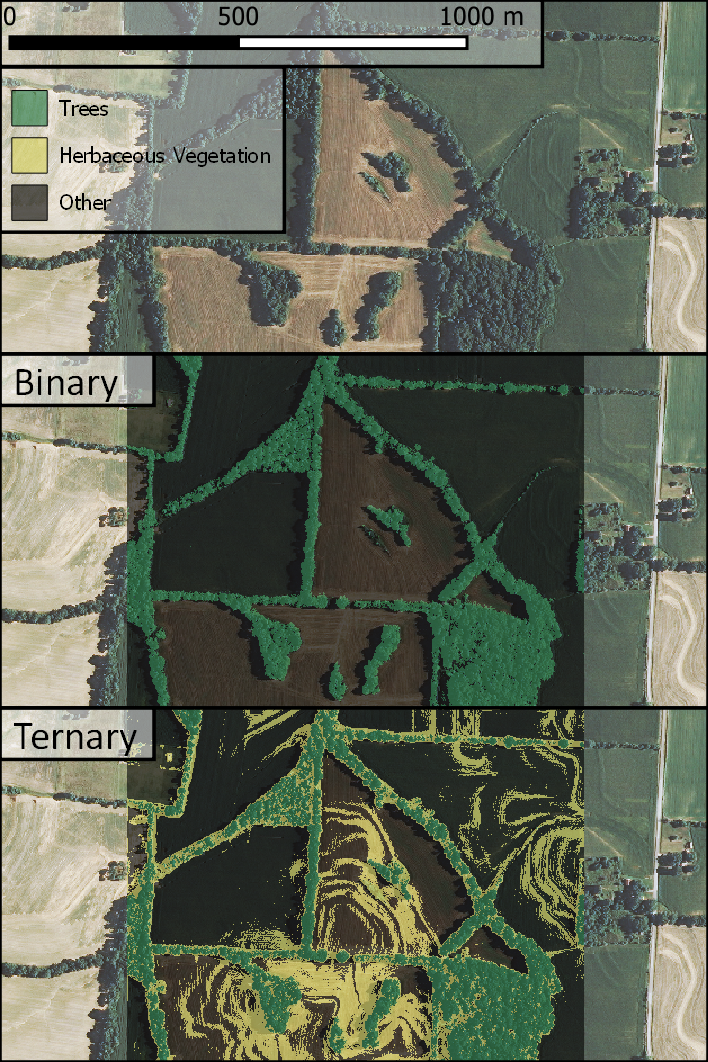 0 500 1000 m
Trees
Herbaceous Vegetation
Other
Binary
Ternary